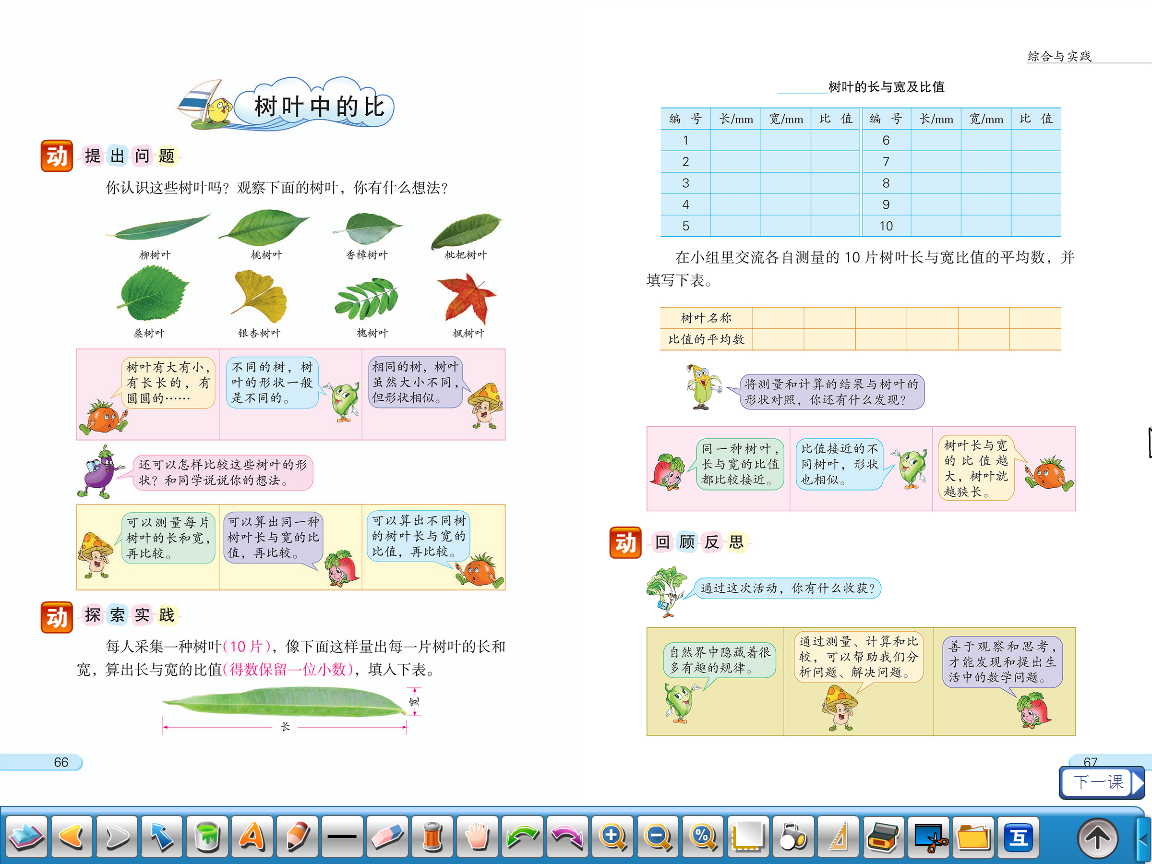 树叶中的比
动 提出问题
你认识这些树叶吗？观察下面的树叶，你有什么想法？
柳树叶 桃树叶 香樟树叶 枇杷树叶
桑树叶 银杏树叶 槐树叶 枫树叶
树叶有大有小，
有长长的，有
圆圆的……
不同的树，树
叶的形状一般
是不同的。
相同的树，树叶
虽然大小不同，
但形状相似。
还可以怎样比较这些树叶的形
状？和同学说说你的想法。
可以测量每片
树叶的长和宽，
再比较。
可以算出同一种
树叶长与宽的比
值，再比较。
可以算出不同树
的树叶长与宽的
比值，再比较。
动 探索实践
每人采集一种树叶(10 片)，像下面这样量出每一片树叶的长和
宽，算出长与宽的比值(得数保留一位小数)，填入下表。
宽
长
66
综合与实践
______树叶的长与宽及比值
编 号 长/mm 宽/mm 比 值 编 号 长/mm 宽/mm 比 值
1 6
2 7
3 8
4 9
5 10
在小组里交流各自测量的 10 片树叶长与宽比值的平均数，并
填写下表。
树叶名称
比值的平均数
将测量和计算的结果与树叶的
形状对照，你还有什么发现？
同一种树叶，
长与宽的比值
都比较接近。
比值接近的不
同树叶，形状
也相似。
树叶长与宽
的比值越
大，树叶就
越狭长。
动 回顾反思
通过这次活动，你有什么收获？
自然界中隐藏着很
多有趣的规律。
通过测量、计算和比
较，可以帮助我们分
析问题、解决问题。
善于观察和思考，
才能发现和提出生
活中的数学问题。
67
下一课
A
%
互